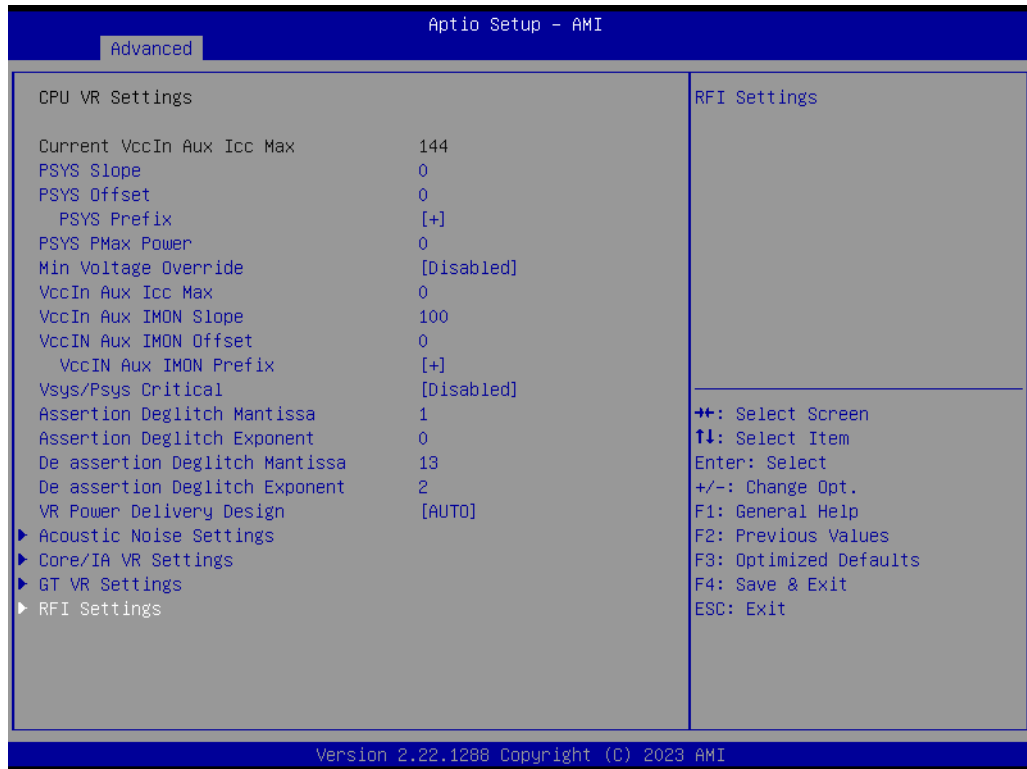 Aptio Setup – AMI
Advanced
CPU VR Settings
Current VccIn Aux Icc Max 144
PSYS Slope 0
PSYS Offset 0
PSYS Prefix [+]
PSYS PMax Power 0
Min Voltage Override [Disabled]
VccIn Aux Icc Max 0
VccIn Aux IMON Slope 100
VccIN Aux IMON Offset 0
VccIN Aux IMON Prefix [+]
Vsys/Psys Critical [Disabled]
Assertion Deglitch Mantissa 1
Assertion Deglitch Exponent 0
De assertion Deglitch Mantissa 13
De assertion Deglitch Exponent 2
VR Power Delivery Design [AUTO]
Acoustic Noise Settings
Core/IA VR Settings
GT VR Settings
RFI Settings
RFI Settings
→←: Select Screen
↑↓: Select Item
Enter: Select
+/-: Change Opt.
F1: General Help
F2: Previous Values
F3: Optimized Defaults
F4: Save & Exit
ESC: Exit
Version 2.22.1288 Copyright (C) 2023 AMI